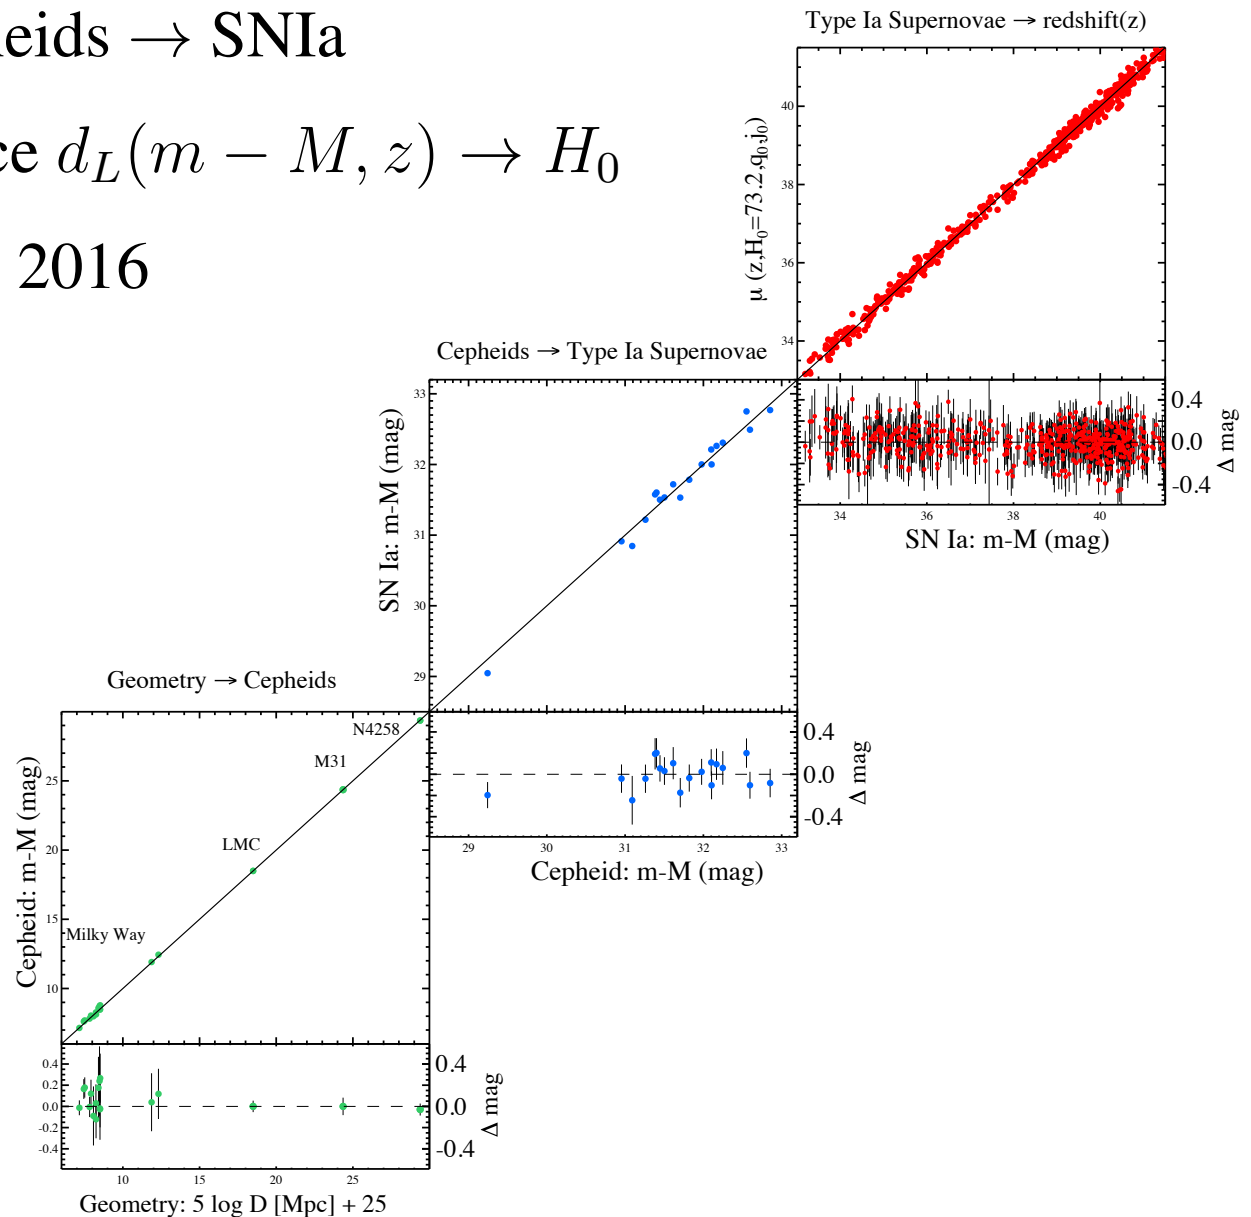 eids → SNIa
ce d_L(m − M, z) → H_0
2016
Type Ia Supernovae → redshift(z)
40
38
36
34
μ (z,H_0=73.2,q_0,j_0)
0.4
0.0
-0.4
Δ mag
34 36 38 40
SN Ia: m-M (mag)
Cepheids → Type Ia Supernovae
33
32
31
30
29
SN Ia: m-M (mag)
0.4
0.0
-0.4
Δ mag
29 30 31 32 33
Cepheid: m-M (mag)
Geometry → Cepheids
N4258
M31
LMC
Milky Way
25
20
15
10
Cepheid: m-M (mag)
0.4
0.2
0.0
-0.2
-0.4
0.4
0.0
-0.4
Δ mag
10 15 20 25
Geometry: 5 log D [Mpc] + 25